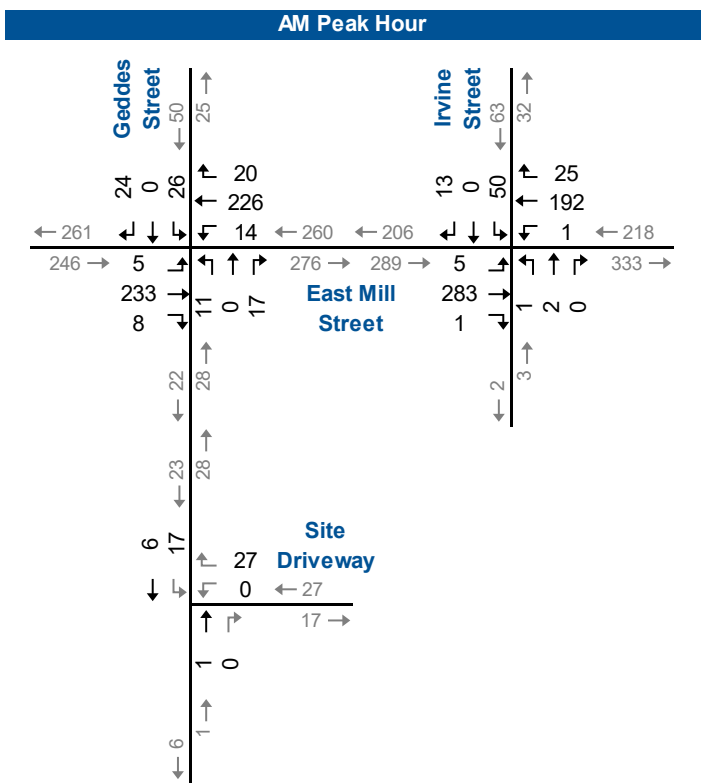 AM Peak Hour
Geddes
Street
50
25
Irvine
Street
63
32
24 0 26
20
226
14
13 0 50
25
192
1
261
260
206
218
246
5
233
8
276
289
5
283
1
333
11 0 17
East Mill
Street
1 2 0
22
28
2
3
23
28
6 17
27
0
Site
Driveway
27
17
1 0
1
6